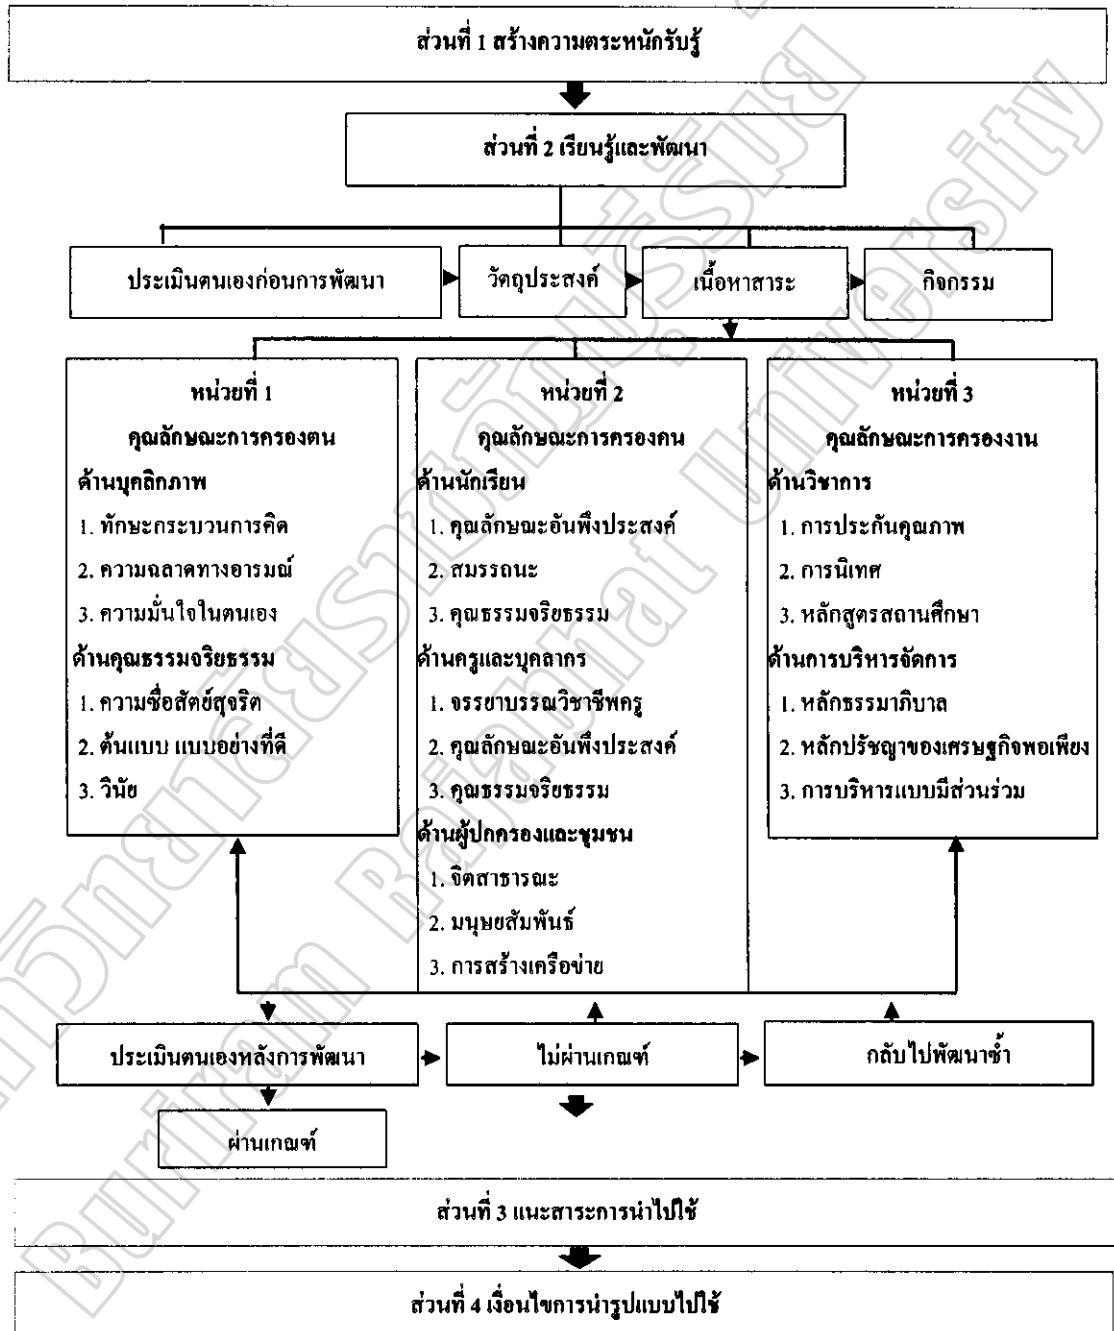 ส่วนที่ 1 สร้างความตระหนักรับรู้
ส่วนที่ 2 เรียนรู้และพัฒนา
ประเมินตนเองก่อนการพัฒนา
วัตถุประสงค์
เนื้อหาสาระ
กิจกรรม
หน่วยที่ 1
คุณลักษณะการครองตน
ด้านบุคลิกภาพ
1. ทักษะกระบวนการคิด
2. ความฉลาดทางอารมณ์
3. ความมั่นใจในตนเอง
ด้านคุณธรรมจริยธรรม
1. ความซื่อสัตย์สุจริต
2. ต้นแบบ แบบอย่างที่ดี
3. วินัย
หน่วยที่ 2
คุณลักษณะการครองคน
ด้านนักเรียน
1. คุณลักษณะอันพึงประสงค์
2. สมรรถนะ
3. คุณธรรมจริยธรรม
ด้านครูและบุคลากร
1. จรรยาบรรณวิชาชีพครู
2. คุณลักษณะอันพึงประสงค์
3. คุณธรรมจริยธรรม
ด้านผู้ปกครองและชุมชน
1. จิตสาธารณะ
2. มนุษยสัมพันธ์
3. การสร้างเครือข่าย
หน่วยที่ 3
คุณลักษณะการครองงาน
ด้านวิชาการ
1. การประกันคุณภาพ
2. การนิเทศ
3. หลักสูตรสถานศึกษา
ด้านการบริหารจัดการ
1. หลักธรรมาภิบาล
2. หลักปรัชญาของเศรษฐกิจพอเพียง
3. การบริหารแบบมีส่วนร่วม
ประเมินตนเองหลังการพัฒนา
ไม่ผ่านเกณฑ์
กลับไปพัฒนาซ้ำ
ผ่านเกณฑ์
ส่วนที่ 3 แนะสาระการนำไปใช้
ส่วนที่ 4 เงื่อนไขการนำรูปแบบไปใช้
Buriram Rajabhat University